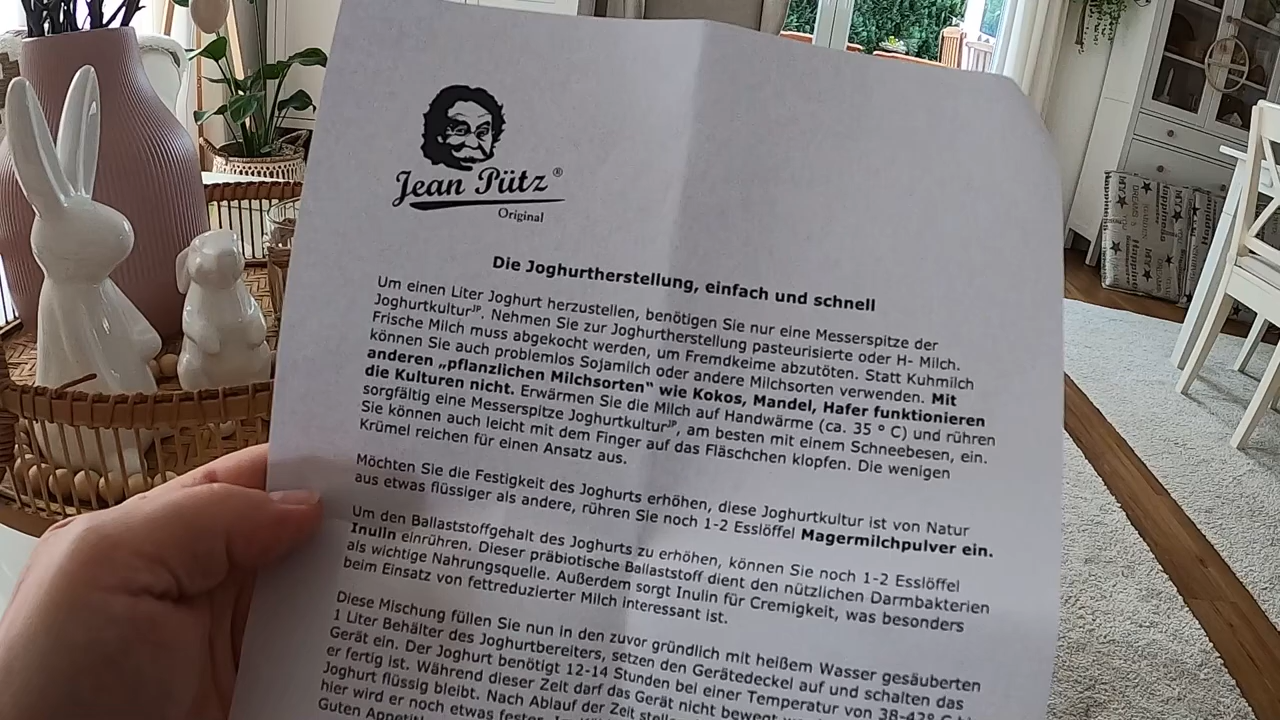 Jean Pütz®
Original
Die Joghurtherstellung, einfach und schnell
Um einen Liter Joghurt herzustellen, benötigen Sie nur eine Messerspitze der
Joghurtkulturᴶᴾ. Nehmen Sie zur Joghurtherstellung pasteurisierte oder H- Milch.
Frische Milch muss abgekocht werden, um Fremdkeime abzutöten. Statt Kuhmilch
können Sie auch problemlos Sojamilch oder andere Milchsorten verwenden. Mit
anderen „pflanzlichen Milchsorten“ wie Kokos, Mandel, Hafer funktionieren
die Kulturen nicht. Erwärmen Sie die Milch auf Handwärme (ca. 35 ° C) und rühren
sorgfältig eine Messerspitze Joghurtkulturᴶᴾ, am besten mit einem Schneebesen, ein.
Sie können auch leicht mit dem Finger auf das Fläschchen klopfen. Die wenigen
Krümel reichen für einen Ansatz aus.
Möchten Sie die Festigkeit des Joghurts erhöhen, diese Joghurtkultur ist von Natur
aus etwas flüssiger als andere, rühren Sie noch 1-2 Esslöffel Magermilchpulver ein.
Um den Ballaststoffgehalt des Joghurts zu erhöhen, können Sie noch 1-2 Esslöffel
Inulin einrühren. Dieser präbiotische Ballaststoff dient den nützlichen Darmbakterien
als wichtige Nahrungsquelle. Außerdem sorgt Inulin für Cremigkeit, was besonders
beim Einsatz von fettreduzierter Milch interessant ist.
Diese Mischung füllen Sie nun in den zuvor gründlich mit heißem Wasser gesäuberten
1 Liter Behälter des Joghurtbereiters, setzen den Gerätedeckel auf und schalten das
Gerät ein. Der Joghurt benötigt 12-14 Stunden bei einer Temperatur von 38-42° C
er fertig ist. Während dieser Zeit darf das Gerät nicht bewegt
Joghurt flüssig bleibt. Nach Ablauf der Zeit
hier wird er noch etwas fester.
Guten Appetit